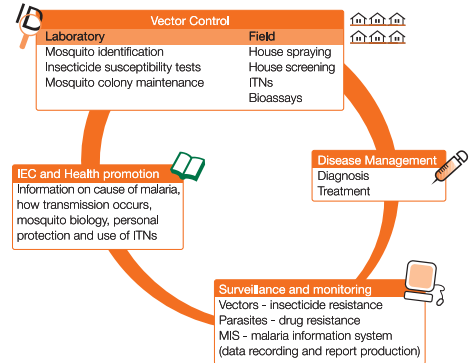 ID
Vector Control
Laboratory Field
Mosquito identification House spraying
Insecticide susceptibility tests House screening
Mosquito colony maintenance ITNs
Bioassays
IEC and Health promotion
Information on cause of malaria,
how transmission occurs,
mosquito biology, personal
protection and use of ITNs
Disease Management
Diagnosis
Treatment
Surveillance and monitoring
Vectors - insecticide resistance
Parasites - drug resistance
MIS - malaria information system
(data recording and report production)